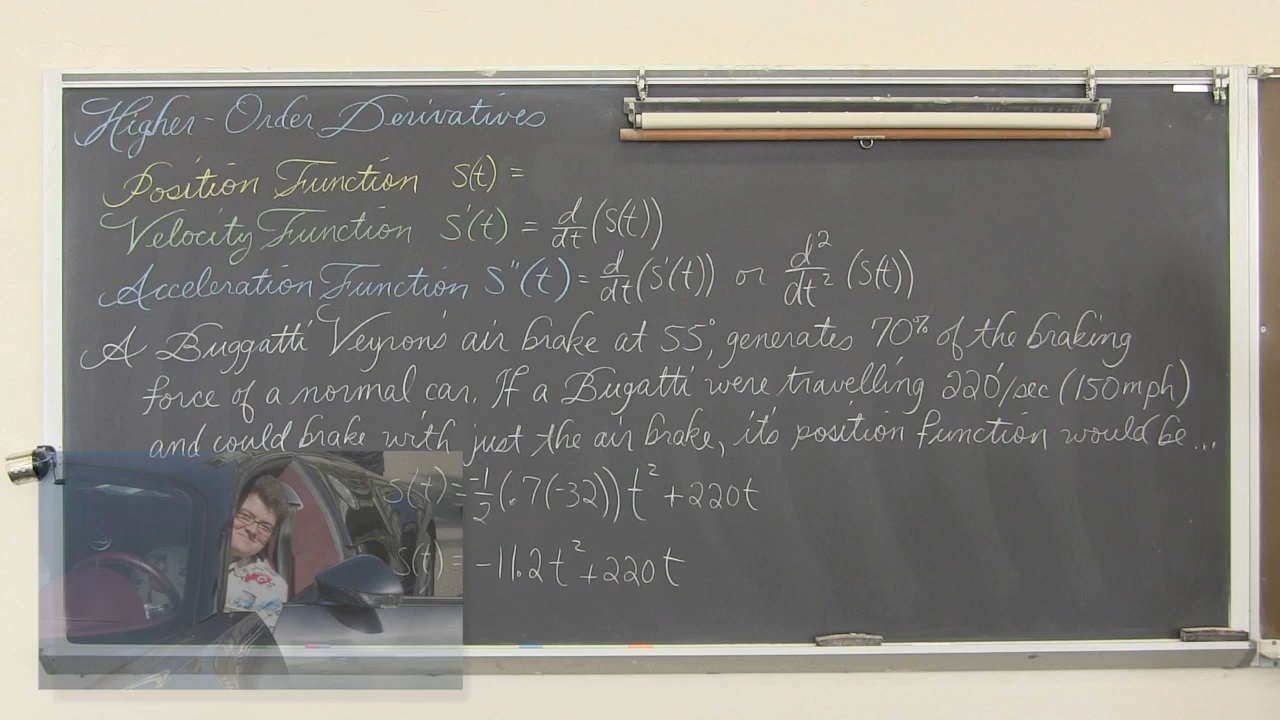 Higher-Order Derivatives
Position Function S(t) =
Velocity Function S'(t) = d/dt (S(t))
Acceleration Function S''(t) = d/dt (S'(t)) or d²/dt² (S(t))
A Buggatti Veyron's air brake at 55°, generates 70% of the braking
force of a normal car. If a Bugatti were travelling 220'/sec (150mph)
and could brake with just the air brake, it's position function would be...
S(t) = -1/2 (.7(-32))t² + 220t
S(t) = -11.2t² + 220t